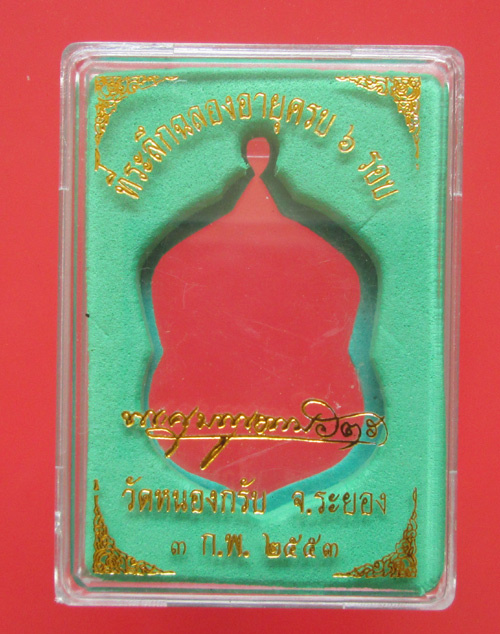 ที่ระลึกฉลองอายุครบ ๖ รอบ
วัดหนองกรับ จ.ระยอง
๓ ก.พ. ๒๕๕๓